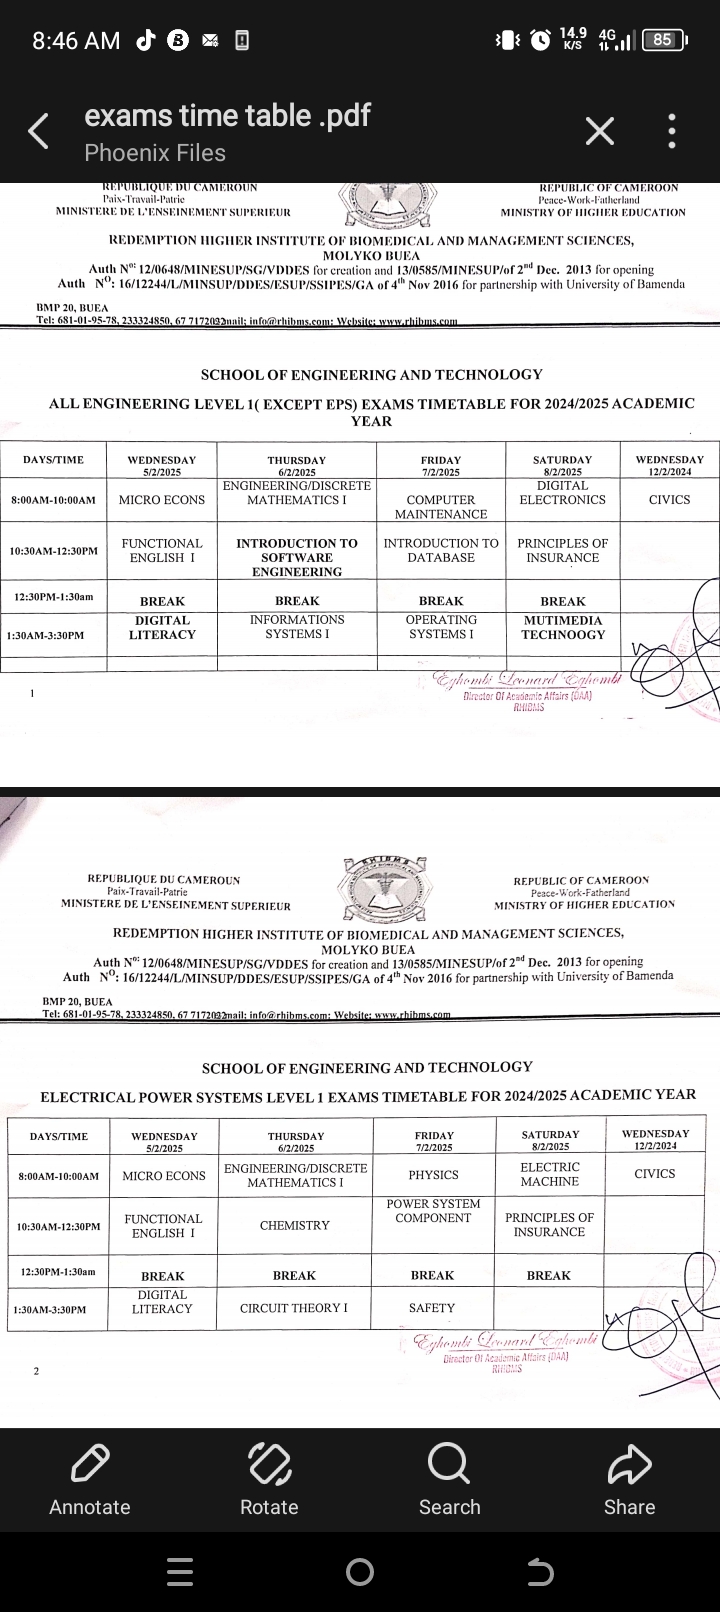 8:46 AM
14.9 K/S 4G 85
exams time table .pdf
Phoenix Files
REPUBLIQUE DU CAMEROUN
Paix-Travail-Patrie
MINISTERE DE L'ENSEINEMENT SUPERIEUR
REPUBLIC OF CAMEROON
Peace-Work-Fatherland
MINISTRY OF HIGHER EDUCATION
REDEMPTION HIGHER INSTITUTE OF BIOMEDICAL AND MANAGEMENT SCIENCES,
MOLYKO BUEA
Auth Nº: 12/0648/MINESUP/SG/VDDES for creation and 13/0585/MINESUP/of 2nd Dec. 2013 for opening
Auth Nº: 16/12244/L/MINSUP/DDES/ESUP/SSIPES/GA of 4th Nov 2016 for partnership with University of Bamenda
BMP 20, BUEA
Tel: 681-01-95-78, 233324850, 67 info@rhibms.com; Website: www.rhibms.com
SCHOOL OF ENGINEERING AND TECHNOLOGY
ALL ENGINEERING LEVEL 1( EXCEPT EPS) EXAMS TIMETABLE FOR 2024/2025 ACADEMIC
YEAR
DAYS/TIME WEDNESDAY 5/2/2025 THURSDAY 6/2/2025 FRIDAY 7/2/2025 SATURDAY 8/2/2025 WEDNESDAY 12/2/2024
8:00AM-10:00AM MICRO ECONS ENGINEERING/DISCRETE MATHEMATICS I COMPUTER MAINTENANCE DIGITAL ELECTRONICS CIVICS
10:30AM-12:30PM FUNCTIONAL ENGLISH I INTRODUCTION TO SOFTWARE ENGINEERING INTRODUCTION TO DATABASE PRINCIPLES OF INSURANCE
12:30PM-1:30am BREAK BREAK BREAK BREAK
1:30AM-3:30PM DIGITAL LITERACY INFORMATIONS SYSTEMS I OPERATING SYSTEMS I MUTIMEDIA TECHNOOGY
Eghombi Leonard Eghombi
Director Of Academic Affairs (DAA)
RHIBMS
1
RHIBMS
REPUBLIQUE DU CAMEROUN
Paix-Travail-Patrie
MINISTERE DE L'ENSEINEMENT SUPERIEUR
REPUBLIC OF CAMEROON
Peace-Work-Fatherland
MINISTRY OF HIGHER EDUCATION
REDEMPTION HIGHER INSTITUTE OF BIOMEDICAL AND MANAGEMENT SCIENCES,
MOLYKO BUEA
Auth Nº: 12/0648/MINESUP/SG/VDDES for creation and 13/0585/MINESUP/of 2nd Dec. 2013 for opening
Auth Nº: 16/12244/L/MINSUP/DDES/ESUP/SSIPES/GA of 4th Nov 2016 for partnership with University of Bamenda
BMP 20, BUEA
Tel: 681-01-95-78, 233324850, 67 info@rhibms.com; Website: www.rhibms.com
SCHOOL OF ENGINEERING AND TECHNOLOGY
ELECTRICAL POWER SYSTEMS LEVEL 1 EXAMS TIMETABLE FOR 2024/2025 ACADEMIC YEAR
DAYS/TIME WEDNESDAY 5/2/2025 THURSDAY 6/2/2025 FRIDAY 7/2/2025 SATURDAY 8/2/2025 WEDNESDAY 12/2/2024
8:00AM-10:00AM MICRO ECONS ENGINEERING/DISCRETE MATHEMATICS I PHYSICS ELECTRIC MACHINE CIVICS
10:30AM-12:30PM FUNCTIONAL ENGLISH I CHEMISTRY POWER SYSTEM COMPONENT PRINCIPLES OF INSURANCE
12:30PM-1:30am BREAK BREAK BREAK BREAK
1:30AM-3:30PM DIGITAL LITERACY CIRCUIT THEORY I SAFETY
Eghombi Leonard Eghombi
Director Of Academic Affairs (DAA)
RHIBMS
2
Annotate Rotate Search Share